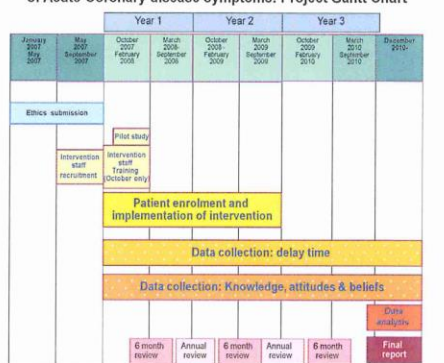 of Acute Coronary disease symptoms: Project Gantt Chart
Year 1
Year 2
Year 3
January
2007
May
2007
May
2007
September
2007
October
2007
February
2008
March
2008-
September
2008
October
2008-
February
2009
March
2009
September
2009
October
2009
February
2010
March
2010
September
2010
December
2010-
Ethics submission
Pilot study
Intervention
staff
recruitment
Intervention
staff
Training
(October only)
Patient enrolment and
implementation of intervention
Data collection: delay time
Data collection: Knowledge, attitudes & beliefs
Data
analysis
6 month
review
Annual
review
6 month
review
Annual
review
6 month
review
Final
report